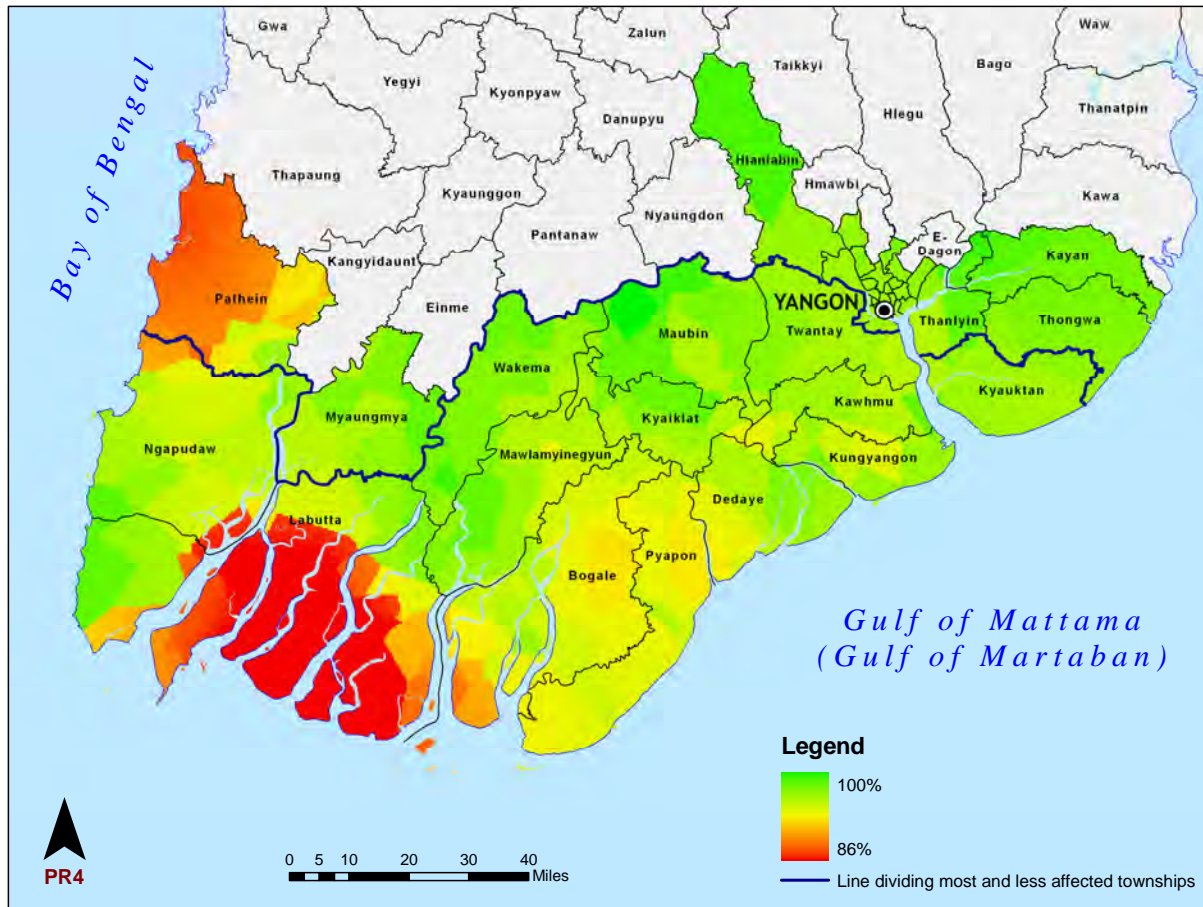 Gwa
Zalun
Waw
Taikkyi
Bago
Yegyi
Kyonpyaw
Thanatpin
Danupyu
Hlegu
Bay of Bengal
Hlanlabin
Thapaung
Hmawbi
Kyaunggon
Kawa
Nyaungdon
Pantanaw
E-
Dagon
Kangyidaunt
Kayan
Pathein
Einme
YANGON
Thanlyin
Thongwa
Maubin
Twantay
Wakema
Kyauktan
Kawhmu
Myaungmya
Kyaiklat
Ngapudaw
Mawlamyinegyun
Kungyangon
Dedaye
Labutta
Pyapon
Bogale
Gulf of Mattama
(Gulf of Martaban)
Legend
100%
86%
Line dividing most and less affected townships
PR4
0 5 10 20 30 40
Miles